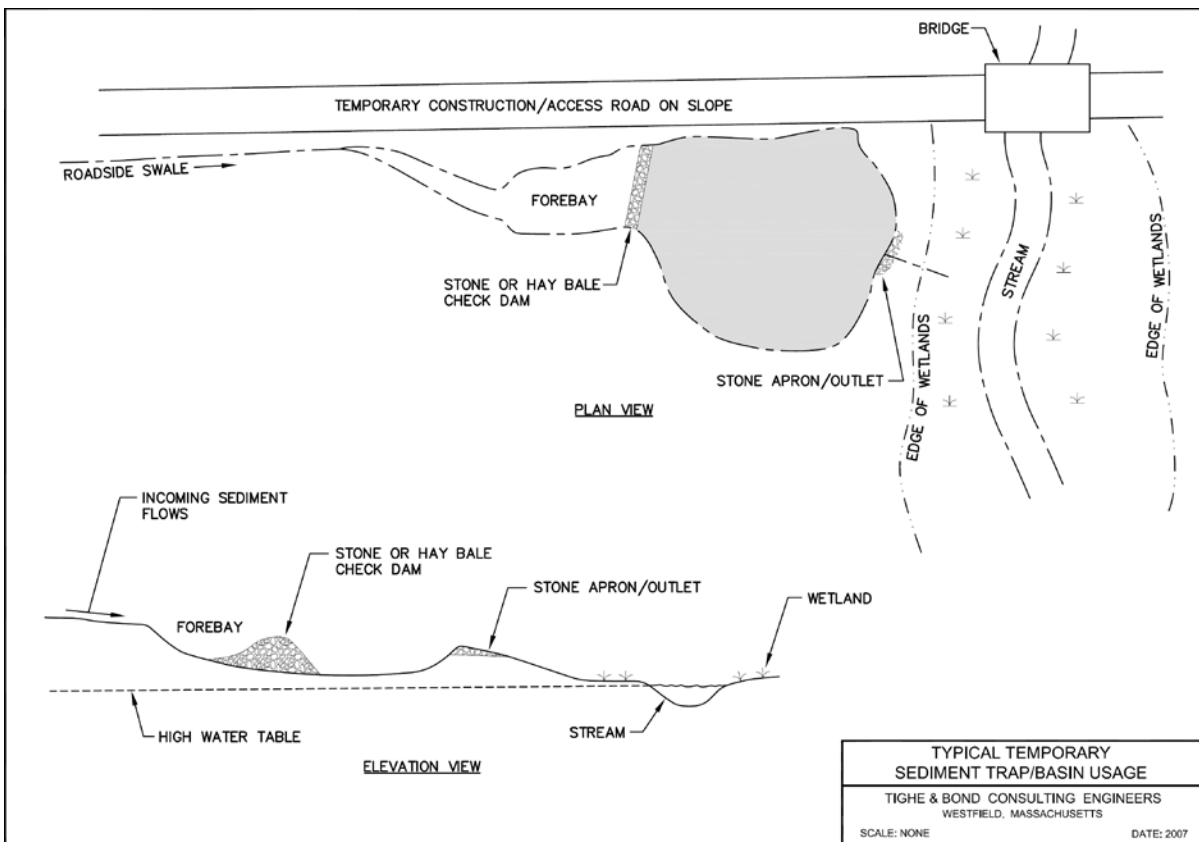 BRIDGE
TEMPORARY CONSTRUCTION/ACCESS ROAD ON SLOPE
ROADSIDE SWALE
FOREBAY
STONE OR HAY BALE
CHECK DAM
STONE APRON/OUTLET
EDGE OF WETLANDS
STREAM
EDGE OF WETLANDS
PLAN VIEW
INCOMING SEDIMENT
FLOWS
STONE OR HAY BALE
CHECK DAM
STONE APRON/OUTLET
WETLAND
FOREBAY
HIGH WATER TABLE
STREAM
ELEVATION VIEW
TYPICAL TEMPORARY
SEDIMENT TRAP/BASIN USAGE
TIGHE & BOND CONSULTING ENGINEERS
WESTFIELD, MASSACHUSETTS
SCALE: NONE
DATE: 2007